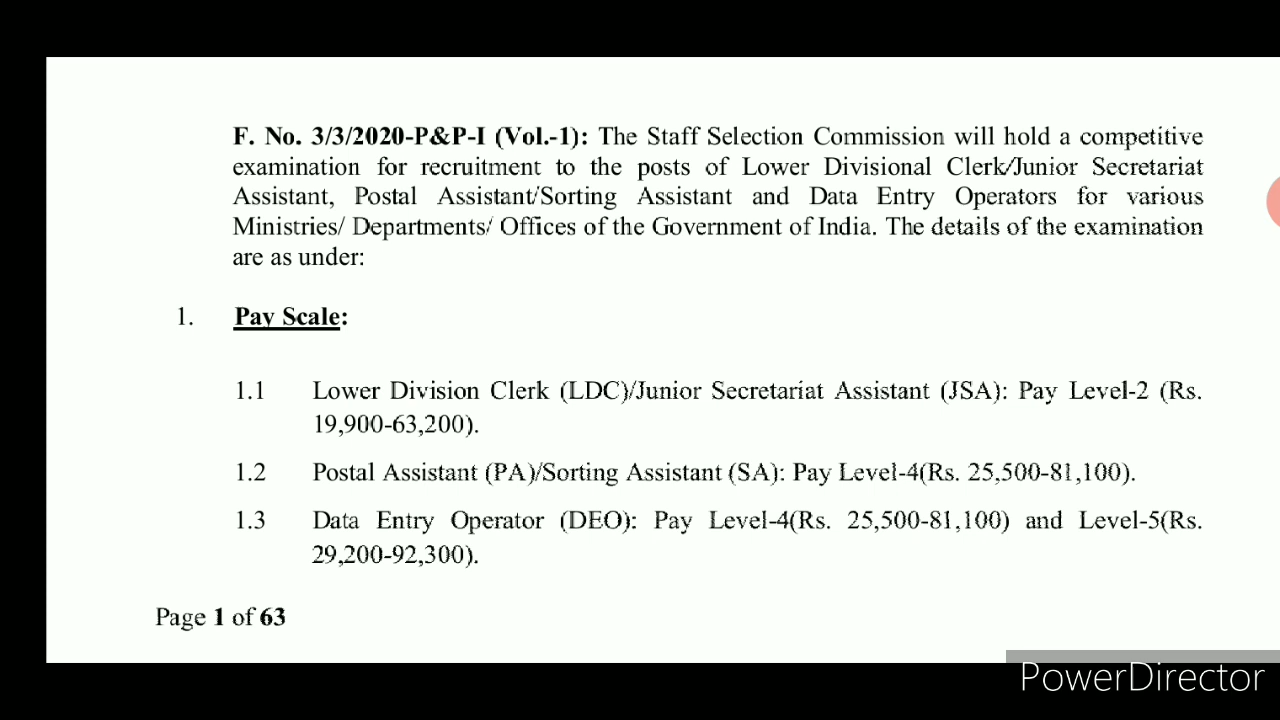 F. No. 3/3/2020-P&P-I (Vol.-1): The Staff Selection Commission will hold a competitive
examination for recruitment to the posts of Lower Divisional Clerk/Junior Secretariat
Assistant, Postal Assistant/Sorting Assistant and Data Entry Operators for various
Ministries/ Departments/ Offices of the Government of India. The details of the examination
are as under:
1. Pay Scale:
1.1 Lower Division Clerk (LDC)/Junior Secretariat Assistant (JSA): Pay Level-2 (Rs.
19,900-63,200).
1.2 Postal Assistant (PA)/Sorting Assistant (SA): Pay Level-4(Rs. 25,500-81,100).
1.3 Data Entry Operator (DEO): Pay Level-4(Rs. 25,500-81,100) and Level-5(Rs.
29,200-92,300).
Page 1 of 63
PowerDirector